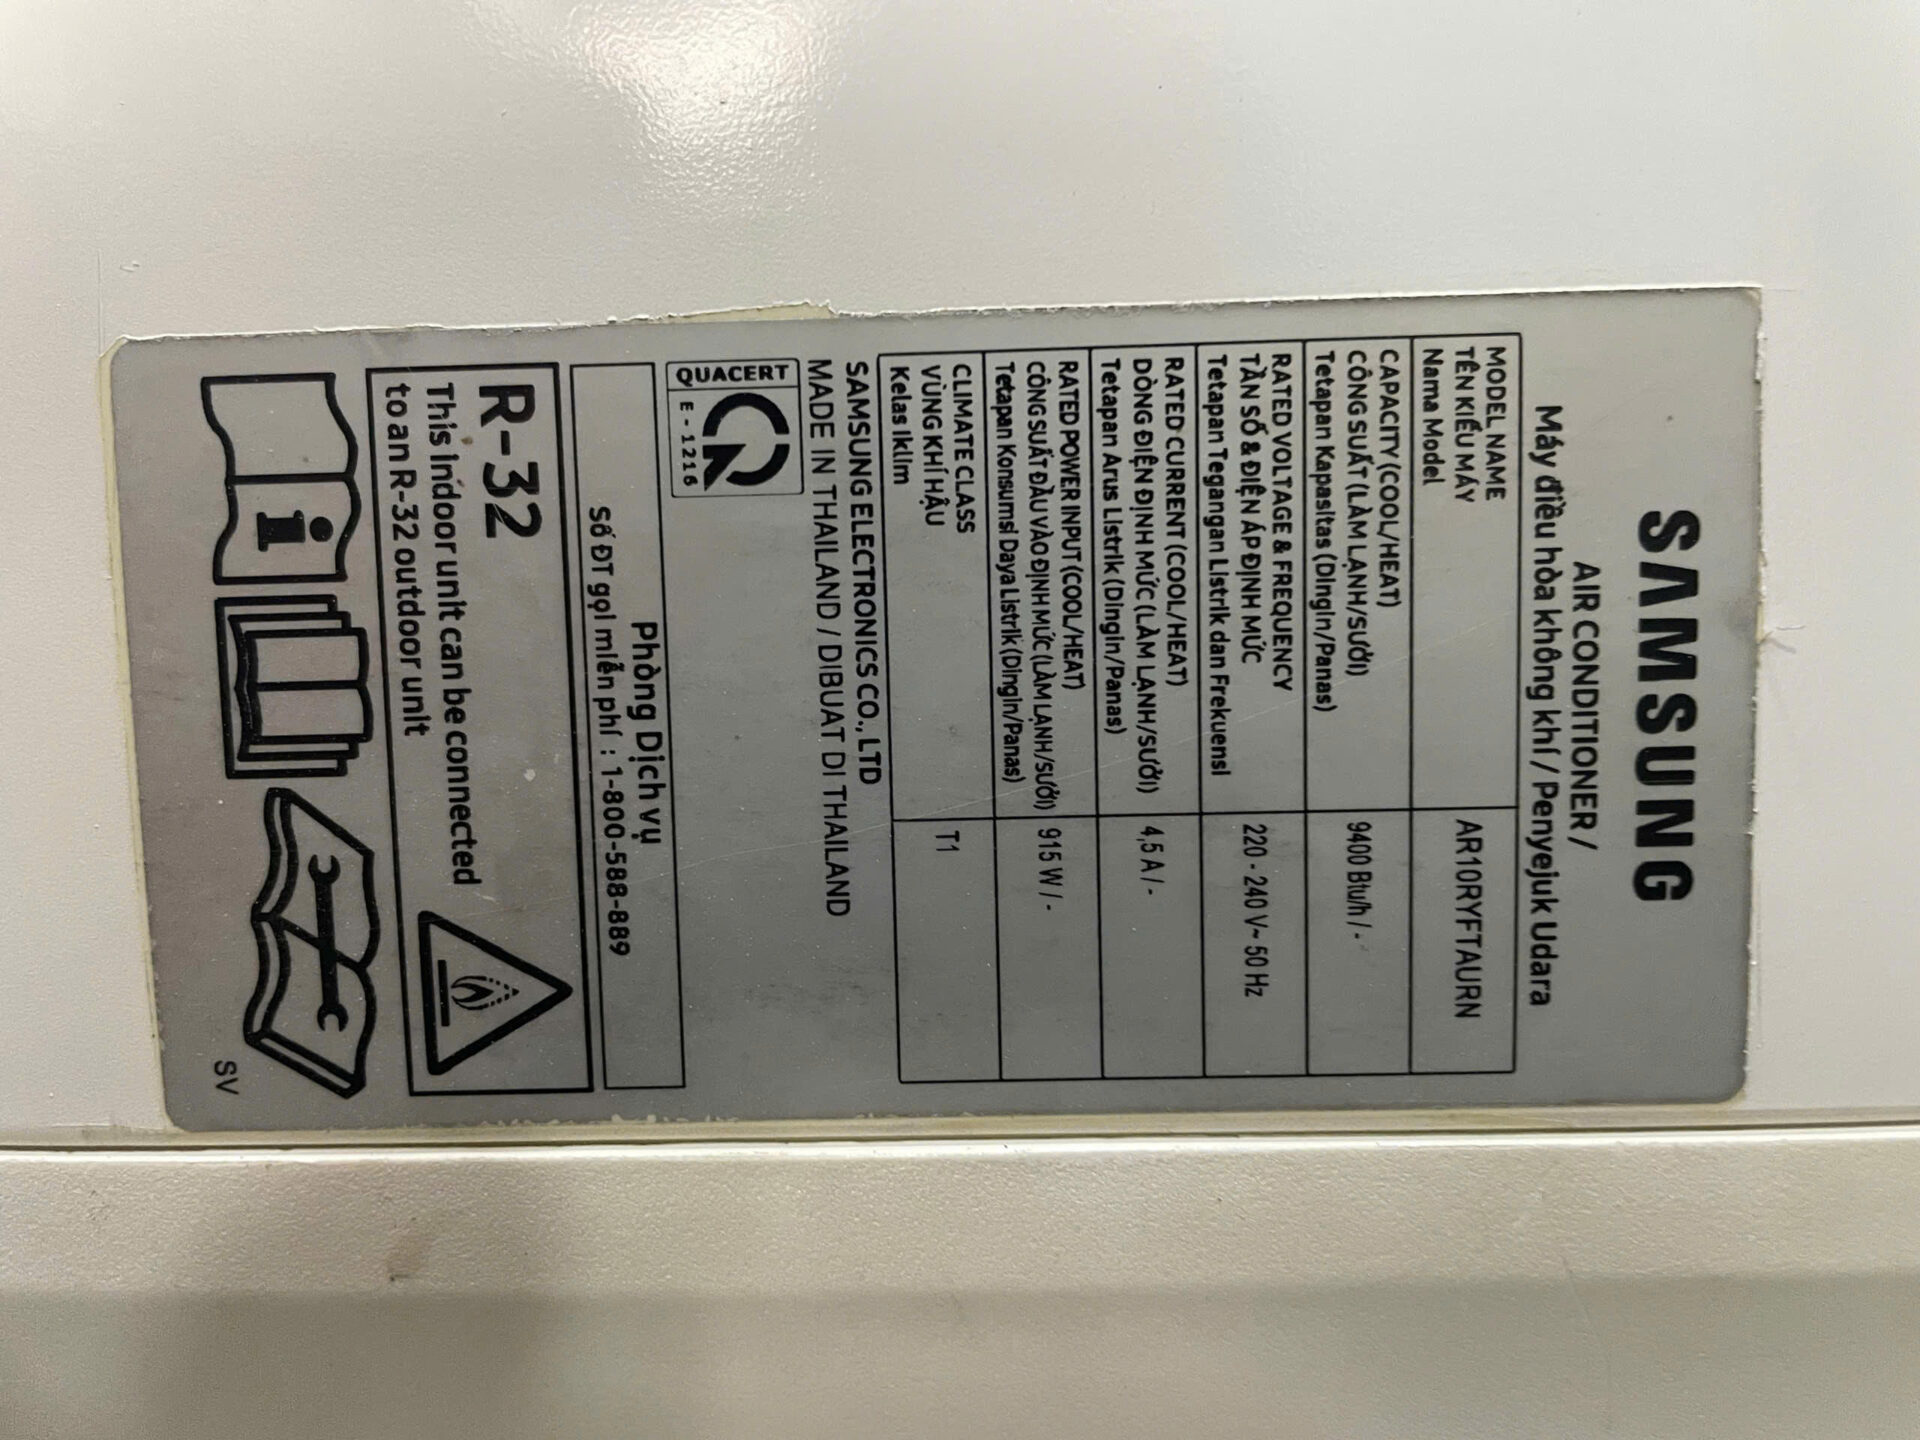 SAMSUNG
AIR CONDITIONER /
Máy điều hòa không khí / Penyejuk Udara
MODEL NAME
TÊN KIỂU MÁY
Nama Model
AR10RYFTAURN
CAPACITY (COOL/HEAT)
CÔNG SUẤT (LÀM LẠNH/SƯỞI)
Tetapan Kapasitas (Dingin/Panas)
9400 Btu/h / -
RATED VOLTAGE & FREQUENCY
TẦN SỐ & ĐIỆN ÁP ĐỊNH MỨC
Tetapan Tegangan Listrik dan Frekuensi
220 - 240 V~ 50 Hz
RATED CURRENT (COOL/HEAT)
DÒNG ĐIỆN ĐỊNH MỨC (LÀM LẠNH/SƯỞI)
Tetapan Arus Listrik (Dingin/Panas)
4,5 A / -
RATED POWER INPUT (COOL/HEAT)
CÔNG SUẤT ĐẦU VÀO ĐỊNH MỨC (LÀM LẠNH/SƯỞI)
Tetapan Konsumsi Daya Listrik (Dingin/Panas)
915 W / -
CLIMATE CLASS
VÙNG KHÍ HẬU
Kelas Iklim
T1
SAMSUNG ELECTRONICS CO., LTD
MADE IN THAILAND / DIBUAT DI THAILAND
QUACERT
E - 1216
Phòng Dịch vụ
Số ĐT gọi miễn phí : 1-800-588-889
R-32
This indoor unit can be connected
to an R-32 outdoor unit
i
SV